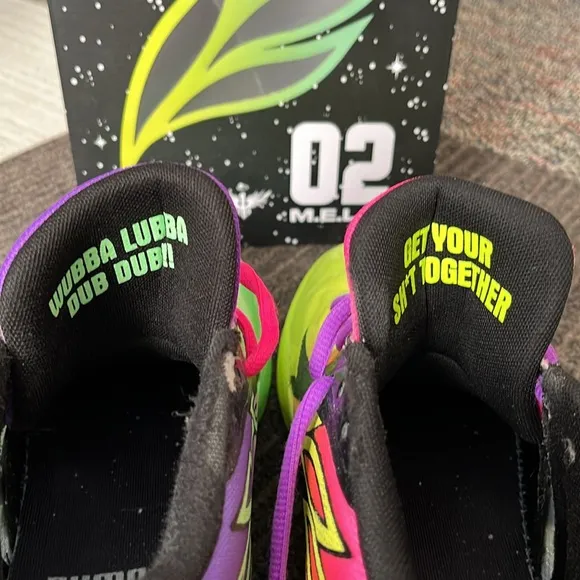 02
M.E.L
WUBBA LUBBA
DUB DUB!!
GET YOUR
SH*T TOGETHER
PUMA